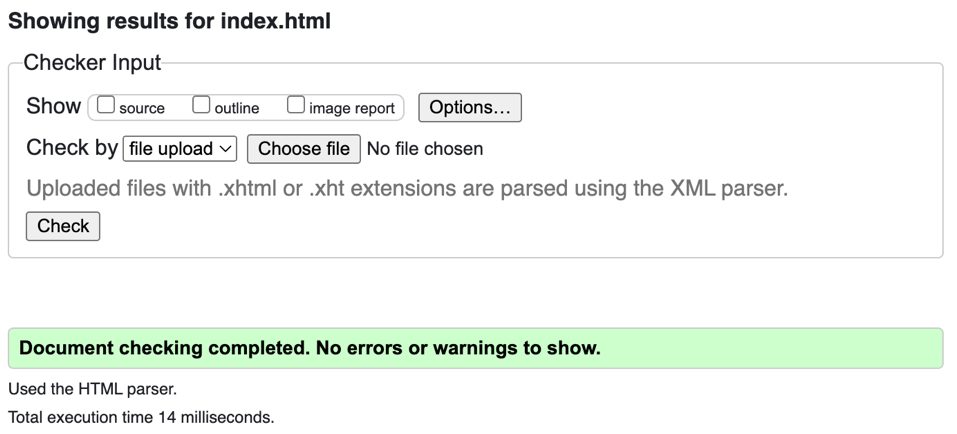 Showing results for index.html
Checker Input
Show source outline image report Options...
Check by file upload Choose file No file chosen
Uploaded files with .xhtml or .xht extensions are parsed using the XML parser.
Check
Document checking completed. No errors or warnings to show.
Used the HTML parser.
Total execution time 14 milliseconds.